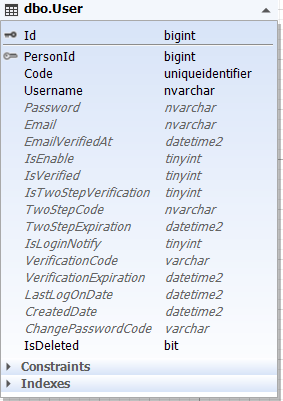 dbo.User
Id bigint
PersonId bigint
Code uniqueidentifier
Username nvarchar
Password nvarchar
Email nvarchar
EmailVerifiedAt datetime2
IsEnable tinyint
IsVerified tinyint
IsTwoStepVerification tinyint
TwoStepCode nvarchar
TwoStepExpiration datetime2
IsLoginNotify tinyint
VerificationCode varchar
VerificationExpiration datetime2
LastLogOnDate datetime2
CreatedDate datetime2
ChangePasswordCode varchar
IsDeleted bit
Constraints
Indexes